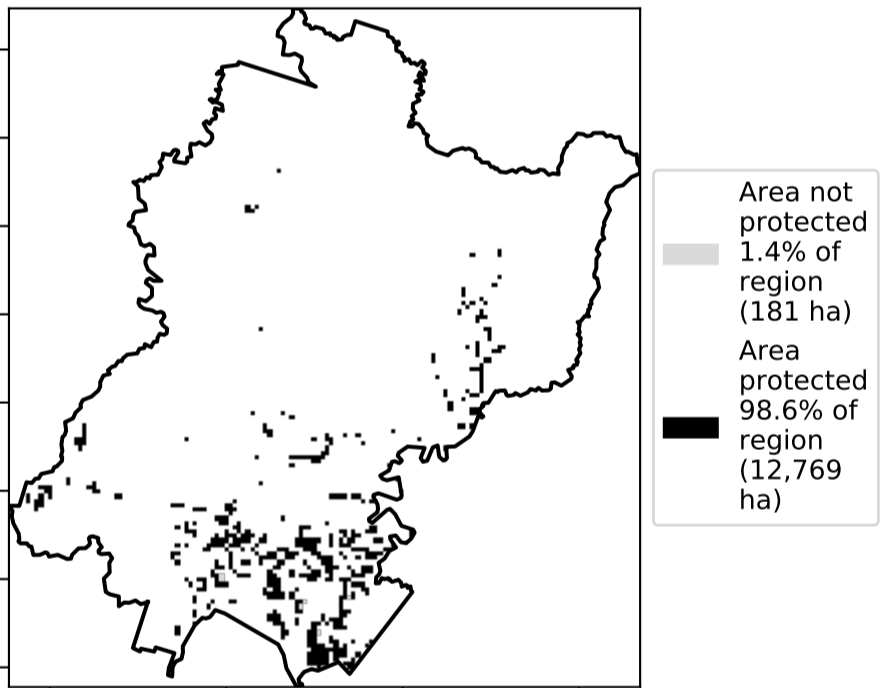 Area not
protected
1.4% of
region
(181 ha)
Area
protected
98.6% of
region
(12,769
ha)